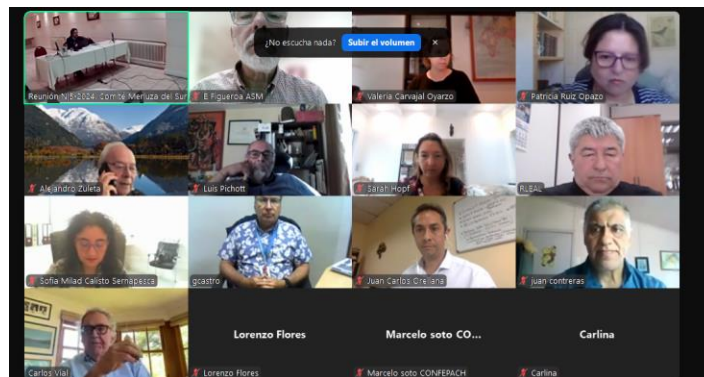 ¿No escucha nada? Subir el volumen ×
Reunión N°8-2024- Comité Merluza del Sur
B Figueroa ASM
Valeria Carvajal Oyarzo
Patricia Ruiz Opazo
Alejandro Zuleta
Luis Pichott
Sarah Hopf
RLEAL
Sofia Milad Calisto Sernapesca
gcastro
Juan Carlos Orellana
juan contreras
Carlos Vial
Lorenzo Flores
Lorenzo Flores
Marcelo soto CO...
Marcelo soto CONFEPACH
Carlina
Carlina